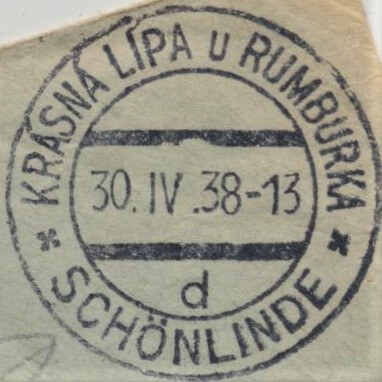 KRÁSNÁ LÍPA u RUMBURKA
30. IV .38-13
d
SCHÖNLINDE